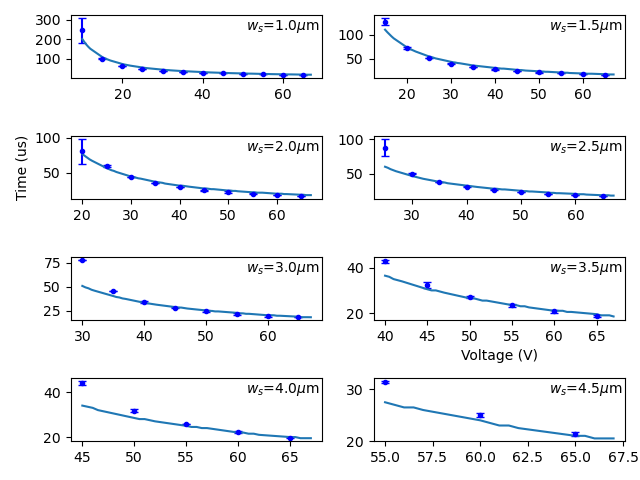 w_s=1.0μm
300
200
100
20 40 60
w_s=1.5μm
100
50
20 30 40 50 60
w_s=2.0μm
100
50
20 30 40 50 60
w_s=2.5μm
100
50
30 40 50 60
Time (us)
w_s=3.0μm
75
50
25
30 40 50 60
w_s=3.5μm
40
20
40 45 50 55 60 65
Voltage (V)
w_s=4.0μm
40
20
45 50 55 60 65
w_s=4.5μm
30
20
55.0 57.5 60.0 62.5 65.0 67.5